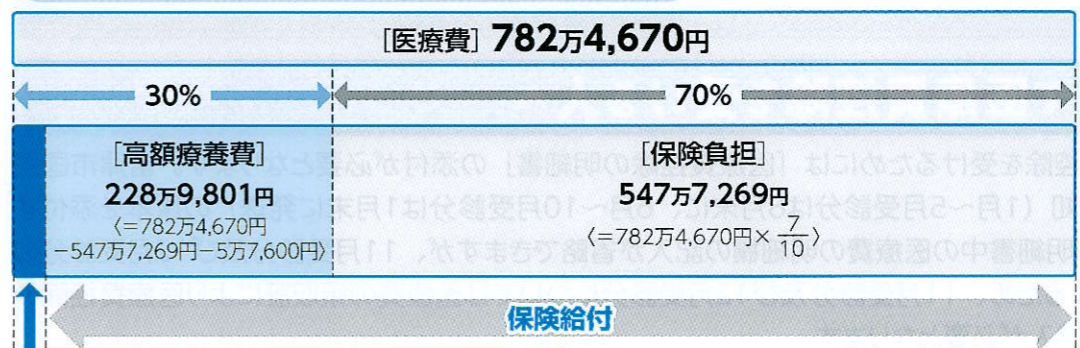 [医療費] 782万4,670円
30%
70%
[高額療養費]
228万9,801円
〈=782万4,670円
-547万7,269円-5万7,600円〉
[保険負担]
547万7,269円
〈=782万4,670円×7/10〉
保険給付